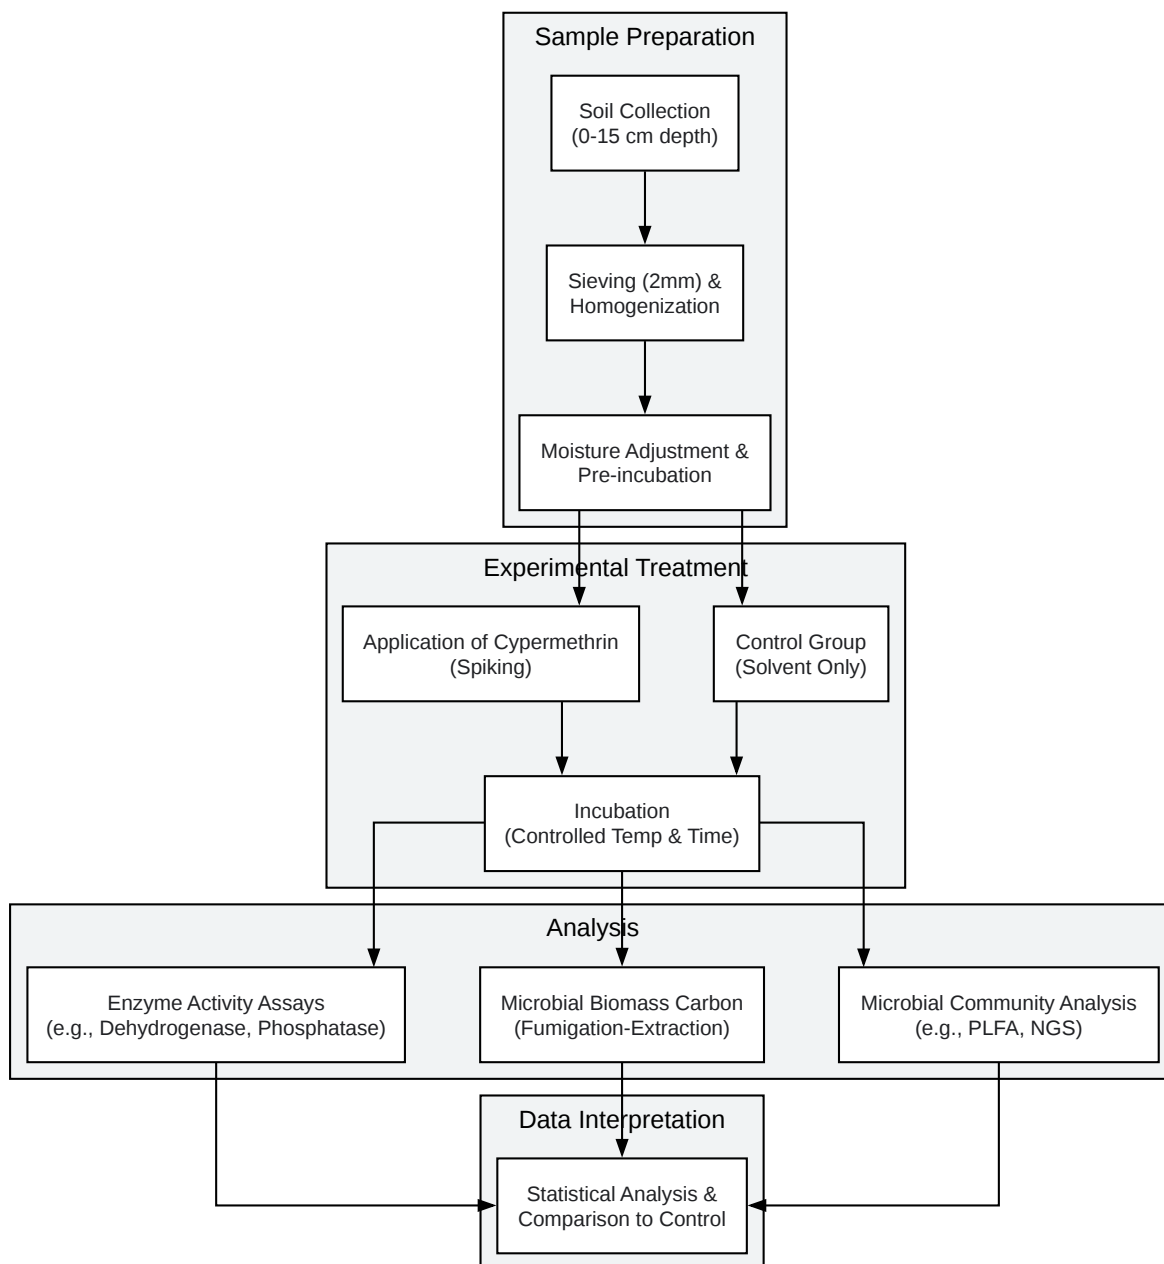 Sample Preparation
Soil Collection
(0-15 cm depth)
Sieving (2mm) &
Homogenization
Moisture Adjustment &
Pre-incubation
Experimental Treatment
Application of Cypermethrin
(Spiking)
Control Group
(Solvent Only)
Incubation
(Controlled Temp & Time)
Analysis
Enzyme Activity Assays
(e.g., Dehydrogenase, Phosphatase)
Microbial Biomass Carbon
(Fumigation-Extraction)
Microbial Community Analysis
(e.g., PLFA, NGS)
Data Interpretation
Statistical Analysis &
Comparison to Control